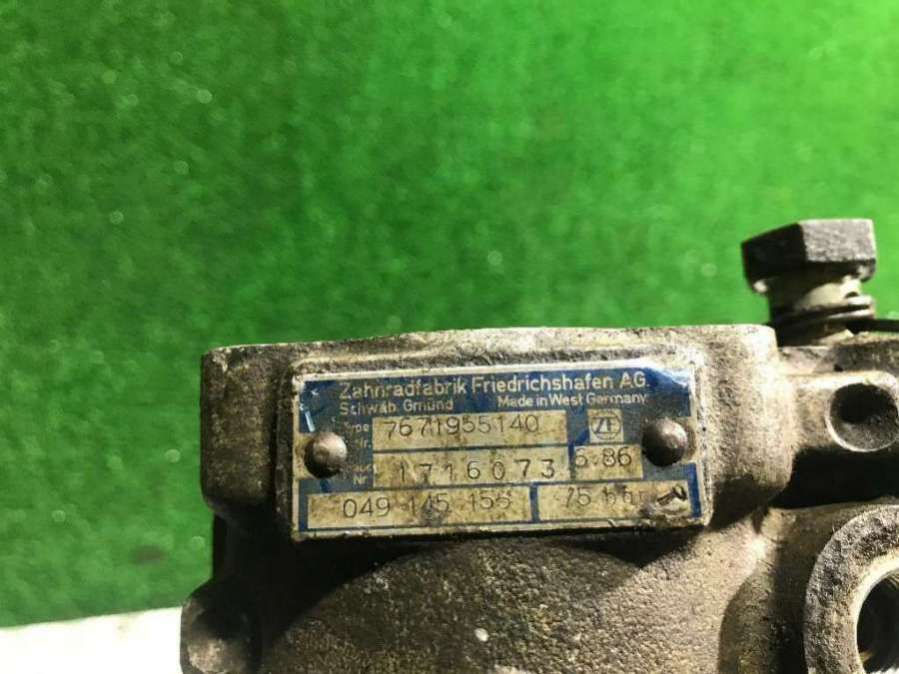 Zahnradfabrik Friedrichshafen AG.
Schwäb. Gmünd Made in West Germany
Type 7671955140 ZF
Nr. 1716073 6.86
049 145 155 75 bar